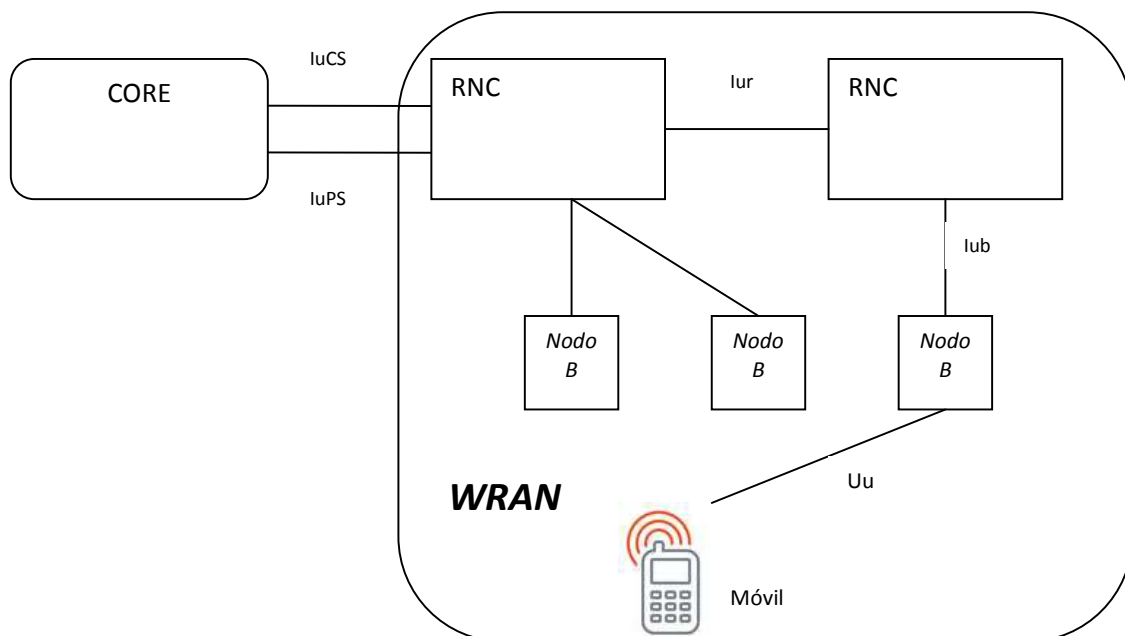 IuCS
CORE
RNC
Iur
RNC
IuPS
Iub
Nodo
B
Nodo
B
Nodo
B
Uu
WRAN
Móvil